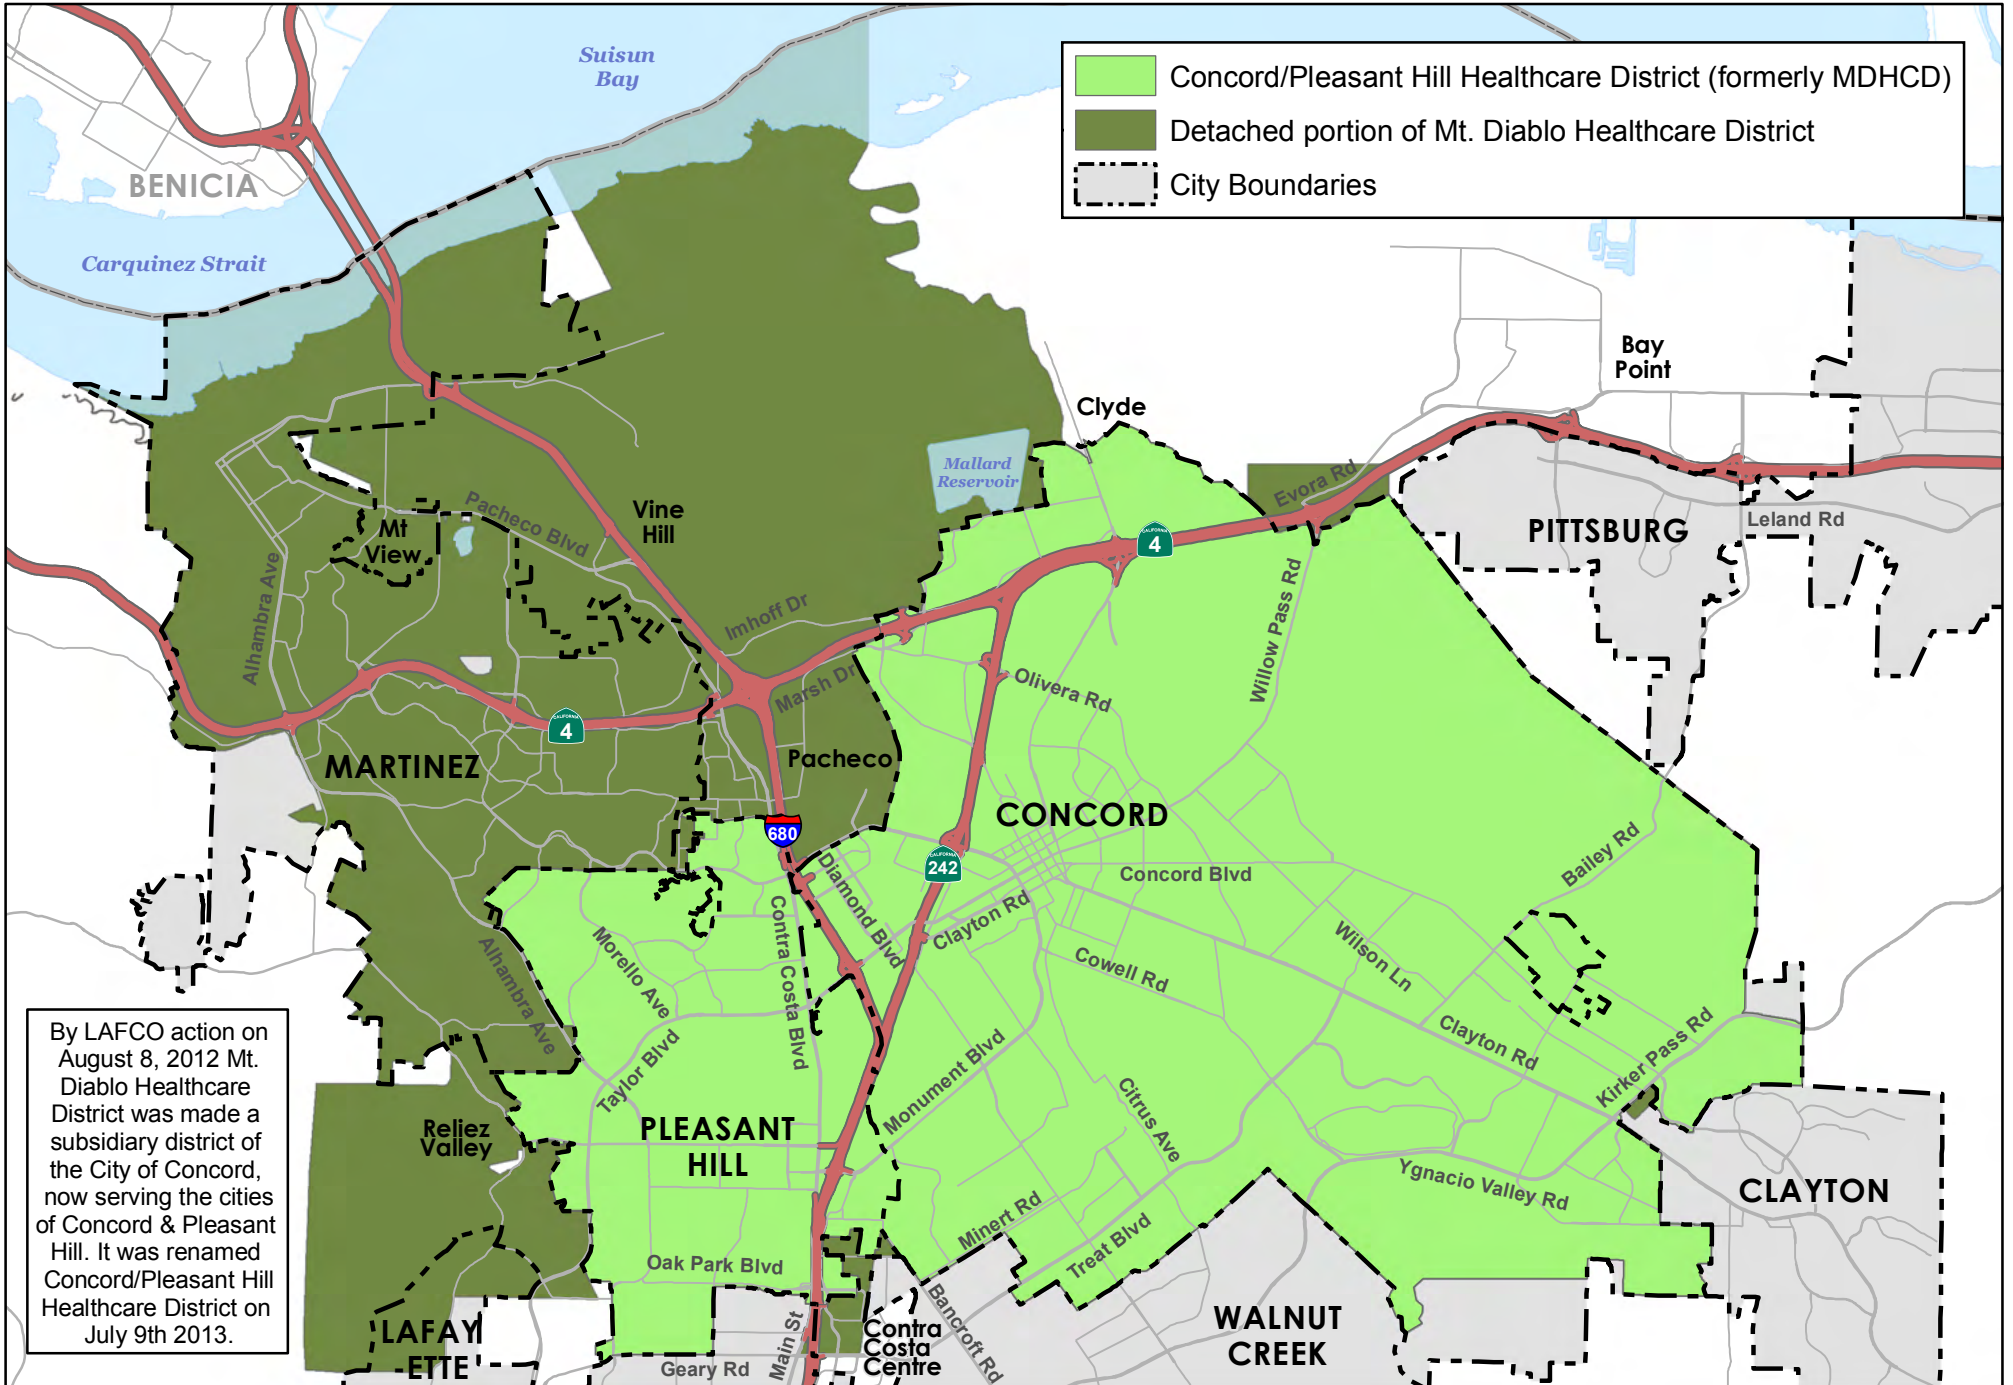 Suisun
Bay
Concord/Pleasant Hill Healthcare District (formerly MDHCD)
Detached portion of Mt. Diablo Healthcare District
City Boundaries
BENICIA
Carquinez Strait
Bay
Point
Clyde
Mallard
Reservoir
Evora Rd
Vine
Hill
Pacheco Blvd
Mt
View
PITTSBURG
Leland Rd
CALIFORNIA
4
Alhambra Ave
Imhoff Dr
Willow Pass Rd
Marsh Dr
Olivera Rd
CALIFORNIA
4
MARTINEZ
Pacheco
CONCORD
680
CALIFORNIA
242
Diamond Blvd
Concord Blvd
Bailey Rd
Clayton Rd
Contra Costa Blvd
Morello Ave
Alhambra Ave
Cowell Rd
Wilson Ln
Clayton Rd
Kirker Pass Rd
Taylor Blvd
Monument Blvd
Citrus Ave
By LAFCO action on
August 8, 2012 Mt.
Diablo Healthcare
District was made a
subsidiary district of
the City of Concord,
now serving the cities
of Concord & Pleasant
Hill. It was renamed
Concord/Pleasant Hill
Healthcare District on
July 9th 2013.
Reliez
Valley
PLEASANT
HILL
Ygnacio Valley Rd
CLAYTON
Minert Rd
Treat Blvd
Oak Park Blvd
Bancroft Rd
Main St
LAFAY
-ETTE
Contra
Costa
Centre
WALNUT
CREEK
Geary Rd